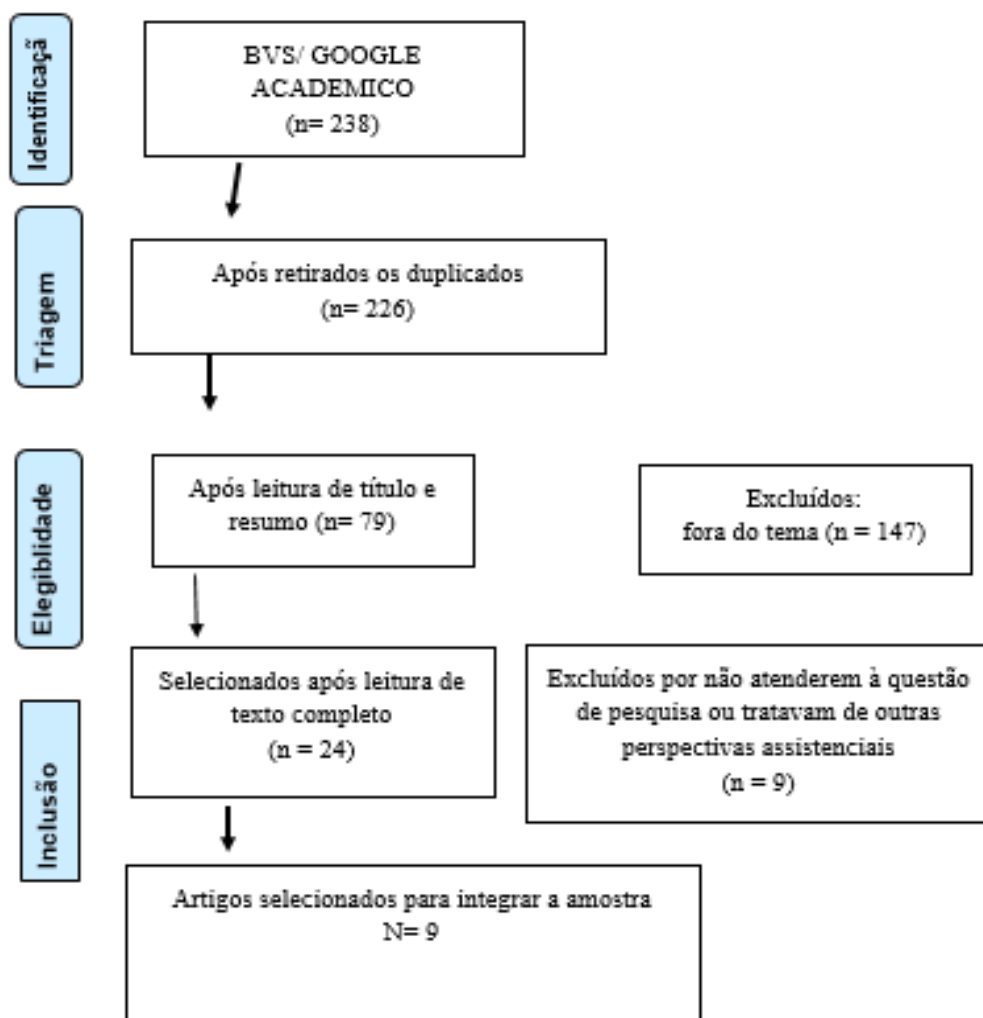 Identificaçã
BVS/ GOOGLE
ACADEMICO
(n= 238)
Triagem
Após retirados os duplicados
(n= 226)
Elegiblidade
Após leitura de título e
resumo (n= 79)
Excluídos:
fora do tema (n = 147)
Selecionados após leitura de
texto completo
(n = 24)
Excluídos por não atenderem à questão
de pesquisa ou tratavam de outras
perspectivas assistenciais
(n = 9)
Inclusão
Artigos selecionados para integrar a amostra
N= 9